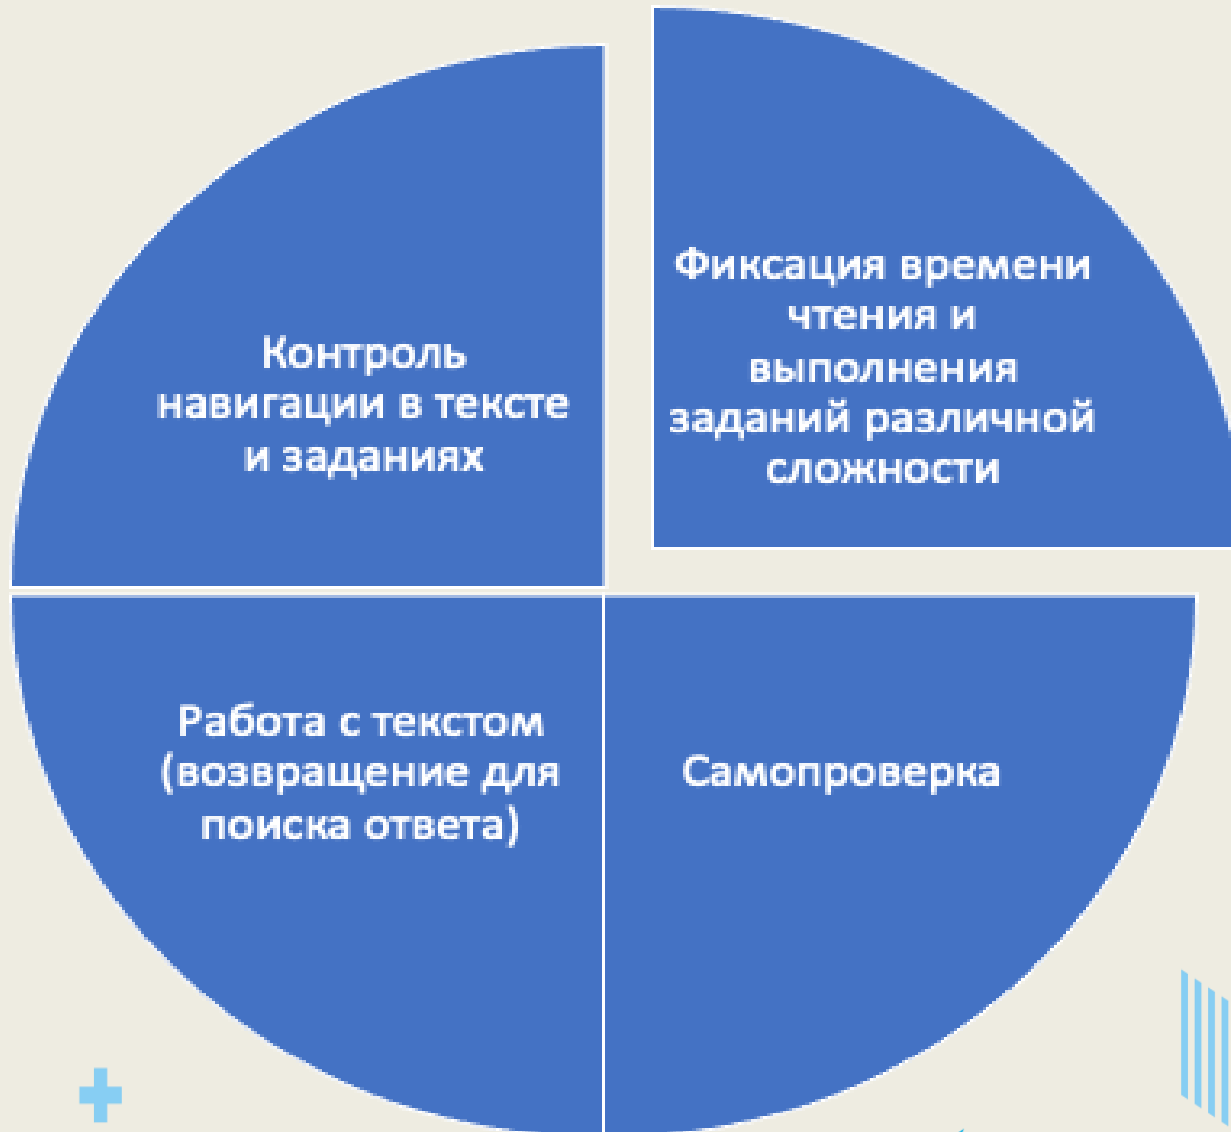 Контроль
навигации в тексте
и заданиях
Фиксация времени
чтения и
выполнения
заданий различной
сложности
Работа с текстом
(возвращение для
поиска ответа)
Самопроверка